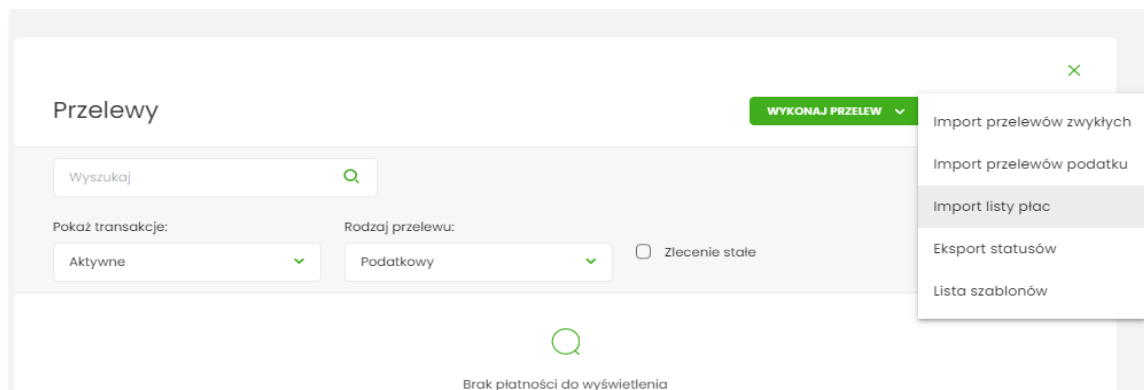 Przelewy
WYKONAJ PRZELEW
Import przelewów zwykłych
Import przelewów podatku
Import listy płac
Eksport statusów
Lista szablonów
Wyszukaj
Pokaż transakcje:
Rodzaj przelewu:
Aktywne
Podatkowy
Zlecenie stałe
Brak płatności do wyświetlenia